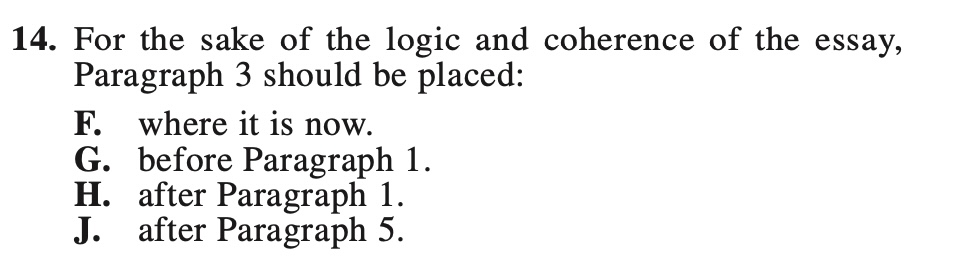 14. For the sake of the logic and coherence of the essay,
Paragraph 3 should be placed:
F. where it is now.
G. before Paragraph 1.
H. after Paragraph 1.
J. after Paragraph 5.